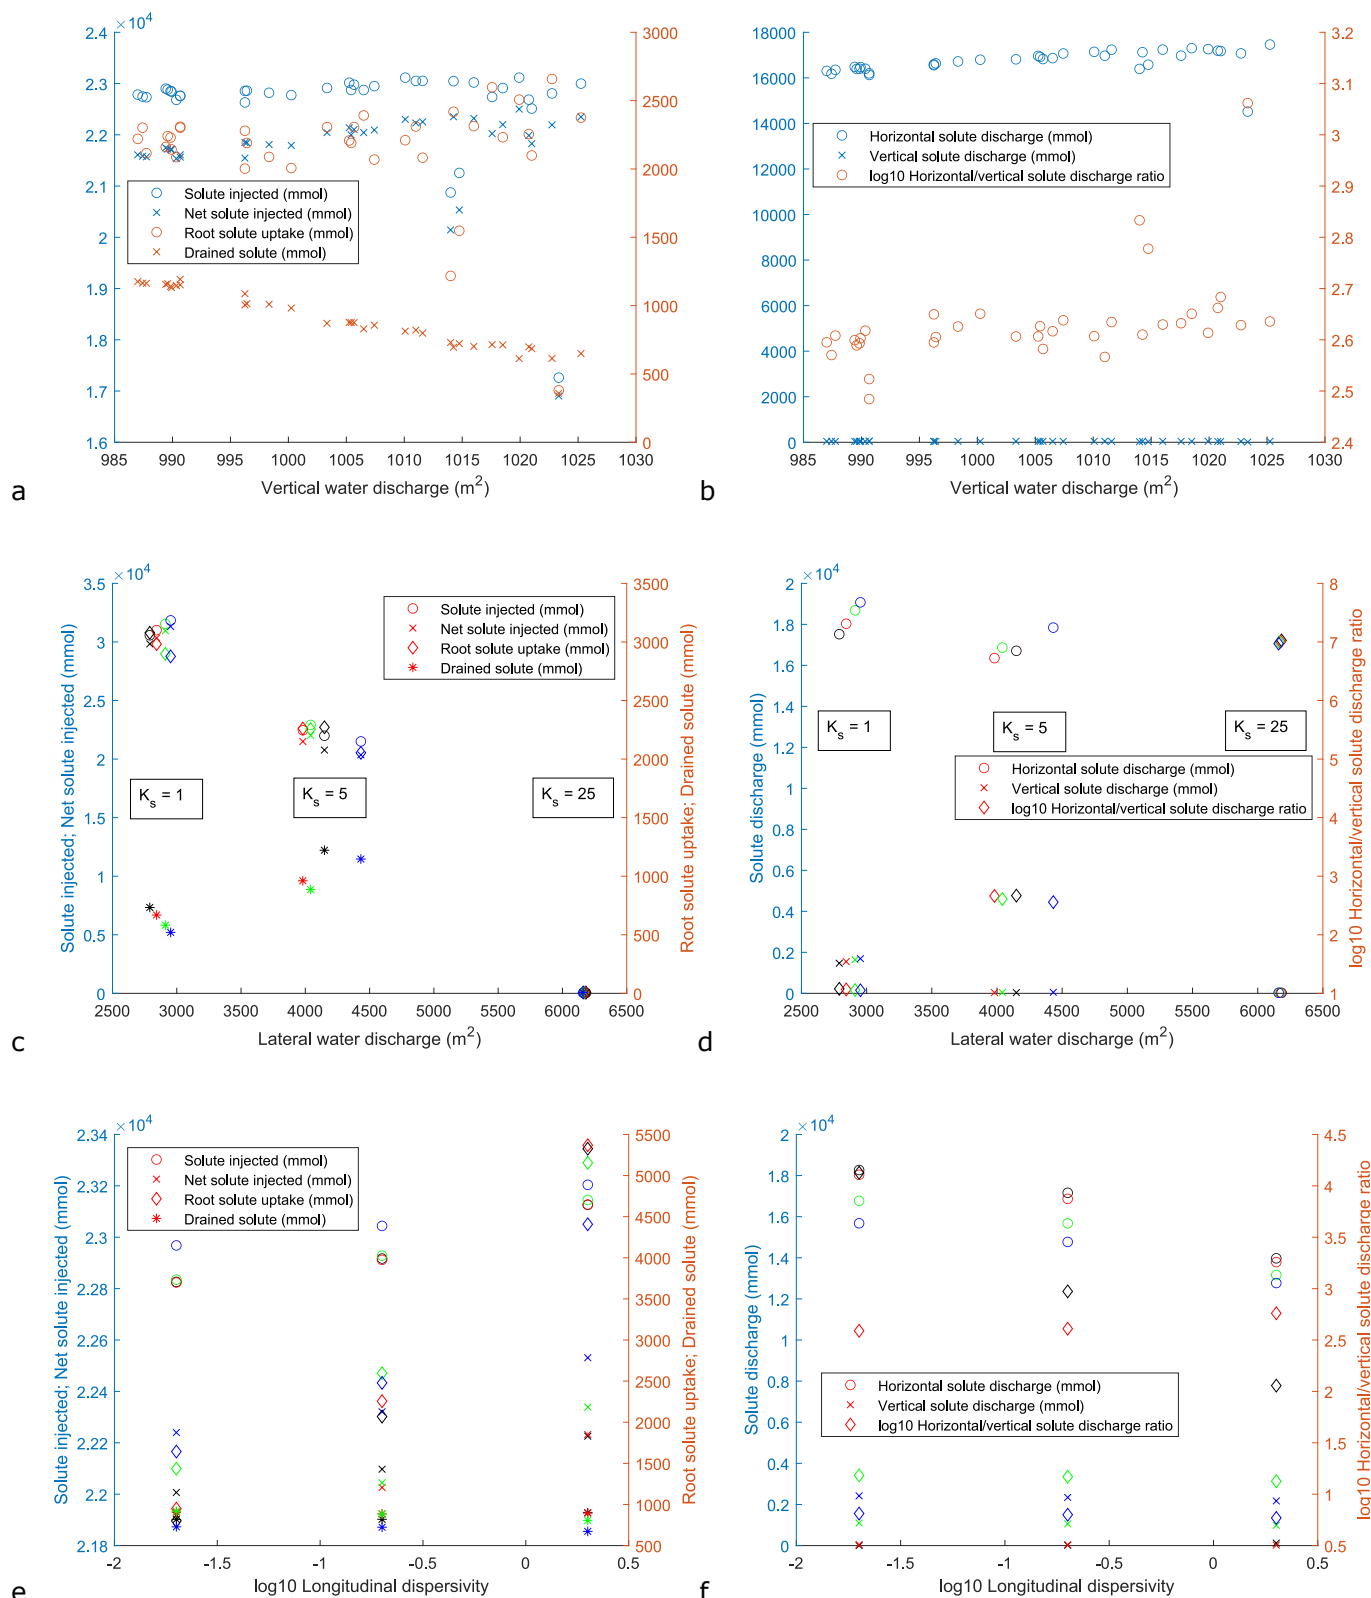 × 10⁴
2.4
2.3
2.2
2.1
2
1.9
1.8
1.7
1.6
3000
2500
2000
1500
1000
500
0
Solute injected (mmol)
Net solute injected (mmol)
Root solute uptake (mmol)
Drained solute (mmol)
985 990 995 1000 1005 1010 1015 1020 1025 1030
Vertical water discharge (m²)
a
18000
16000
14000
12000
10000
8000
6000
4000
2000
0
3.2
3.1
3
2.9
2.8
2.7
2.6
2.5
2.4
Horizontal solute discharge (mmol)
Vertical solute discharge (mmol)
log10 Horizontal/vertical solute discharge ratio
985 990 995 1000 1005 1010 1015 1020 1025 1030
Vertical water discharge (m²)
b
× 10⁴
3.5
3
2.5
2
1.5
1
0.5
0
Solute injected; Net solute injected (mmol)
3500
3000
2500
2000
1500
1000
500
0
Root solute uptake; Drained solute (mmol)
Solute injected (mmol)
Net solute injected (mmol)
Root solute uptake (mmol)
Drained solute (mmol)
K_s = 1
K_s = 5
K_s = 25
2500 3000 3500 4000 4500 5000 5500 6000 6500
Lateral water discharge (m²)
c
× 10⁴
2
1.8
1.6
1.4
1.2
1
0.8
0.6
0.4
0.2
0
Solute discharge (mmol)
8
7
6
5
4
3
2
1
log10 Horizontal/vertical solute discharge ratio
K_s = 1
K_s = 5
K_s = 25
Horizontal solute discharge (mmol)
Vertical solute discharge (mmol)
log10 Horizontal/vertical solute discharge ratio
2500 3000 3500 4000 4500 5000 5500 6000 6500
Lateral water discharge (m²)
d
× 10⁴
2.34
2.32
2.3
2.28
2.26
2.24
2.22
2.2
2.18
Solute injected; Net solute injected (mmol)
5500
5000
4500
4000
3500
3000
2500
2000
1500
1000
500
Root solute uptake; Drained solute (mmol)
Solute injected (mmol)
Net solute injected (mmol)
Root solute uptake (mmol)
Drained solute (mmol)
-2 -1.5 -1 -0.5 0 0.5
log10 Longitudinal dispersivity
e
× 10⁴
2
1.8
1.6
1.4
1.2
1
0.8
0.6
0.4
0.2
0
Solute discharge (mmol)
4.5
4
3.5
3
2.5
2
1.5
1
0.5
log10 Horizontal/vertical solute discharge ratio
Horizontal solute discharge (mmol)
Vertical solute discharge (mmol)
log10 Horizontal/vertical solute discharge ratio
-2 -1.5 -1 -0.5 0 0.5
log10 Longitudinal dispersivity
f